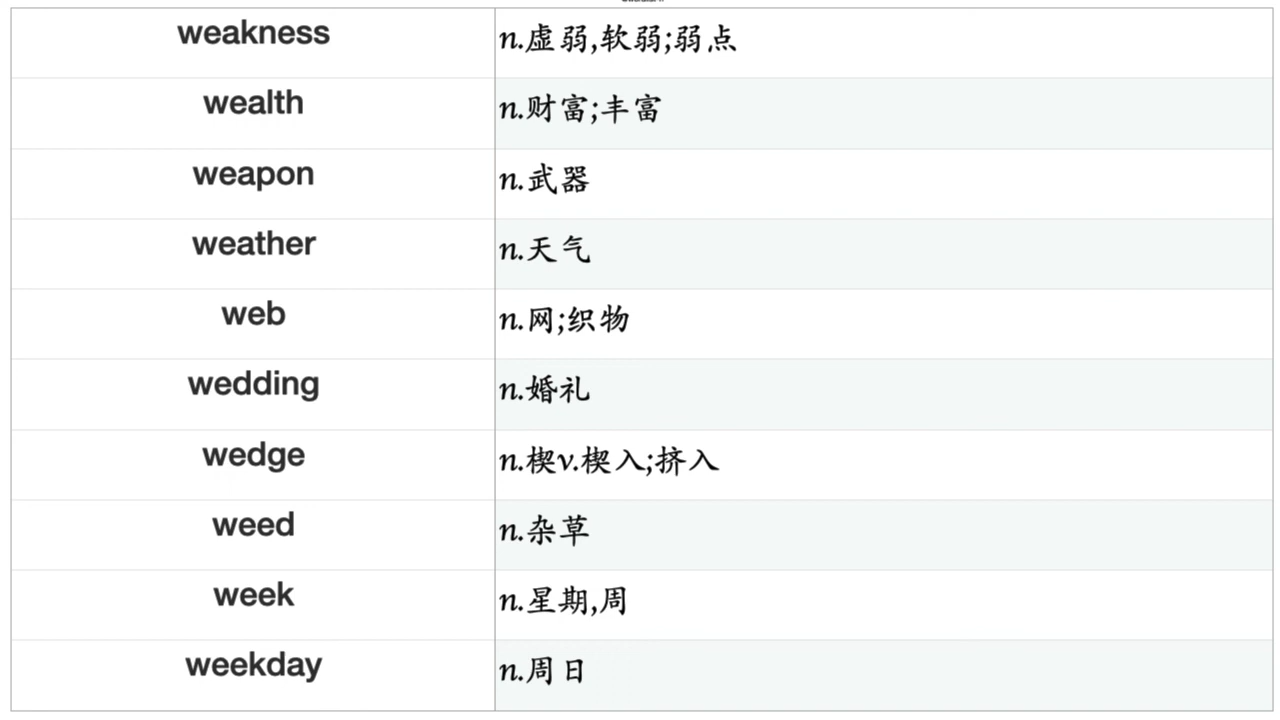 weakness n.虚弱,软弱;弱点
wealth n.财富;丰富
weapon n.武器
weather n.天气
web n.网;织物
wedding n.婚礼
wedge n.楔v.楔入;挤入
weed n.杂草
week n.星期,周
weekday n.周日